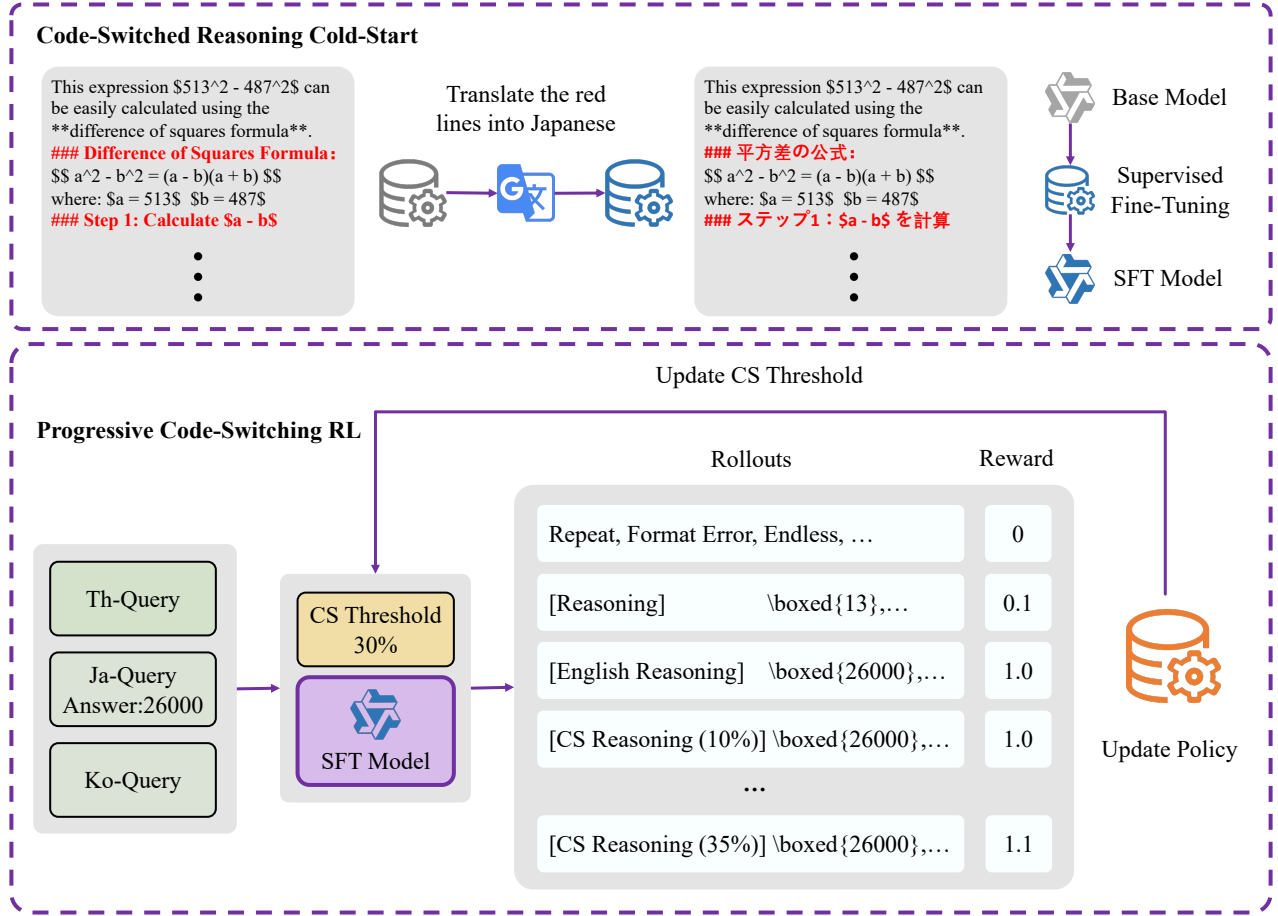 Code-Switched Reasoning Cold-Start
This expression $513^2 - 487^2$ can
be easily calculated using the
**difference of squares formula**.
### Difference of Squares Formula:
$$ a^2 - b^2 = (a - b)(a + b) $$
where: $a = 513$  $b = 487$
### Step 1: Calculate $a - b$
Translate the red
lines into Japanese
G
文
This expression $513^2 - 487^2$ can
be easily calculated using the
**difference of squares formula**.
### 平方差の公式:
$$ a^2 - b^2 = (a - b)(a + b) $$
where: $a = 513$  $b = 487$
### ステップ1：$a - b$ を計算
Base Model
Supervised
Fine-Tuning
SFT Model
Progressive Code-Switching RL
Update CS Threshold
Th-Query
Ja-Query
Answer:26000
Ko-Query
CS Threshold
30%
SFT Model
Rollouts
Reward
Repeat, Format Error, Endless, …
0
[Reasoning] \boxed{13},…
0.1
[English Reasoning] \boxed{26000},…
1.0
[CS Reasoning (10%)] \boxed{26000},…
1.0
...
[CS Reasoning (35%)] \boxed{26000},…
1.1
Update Policy